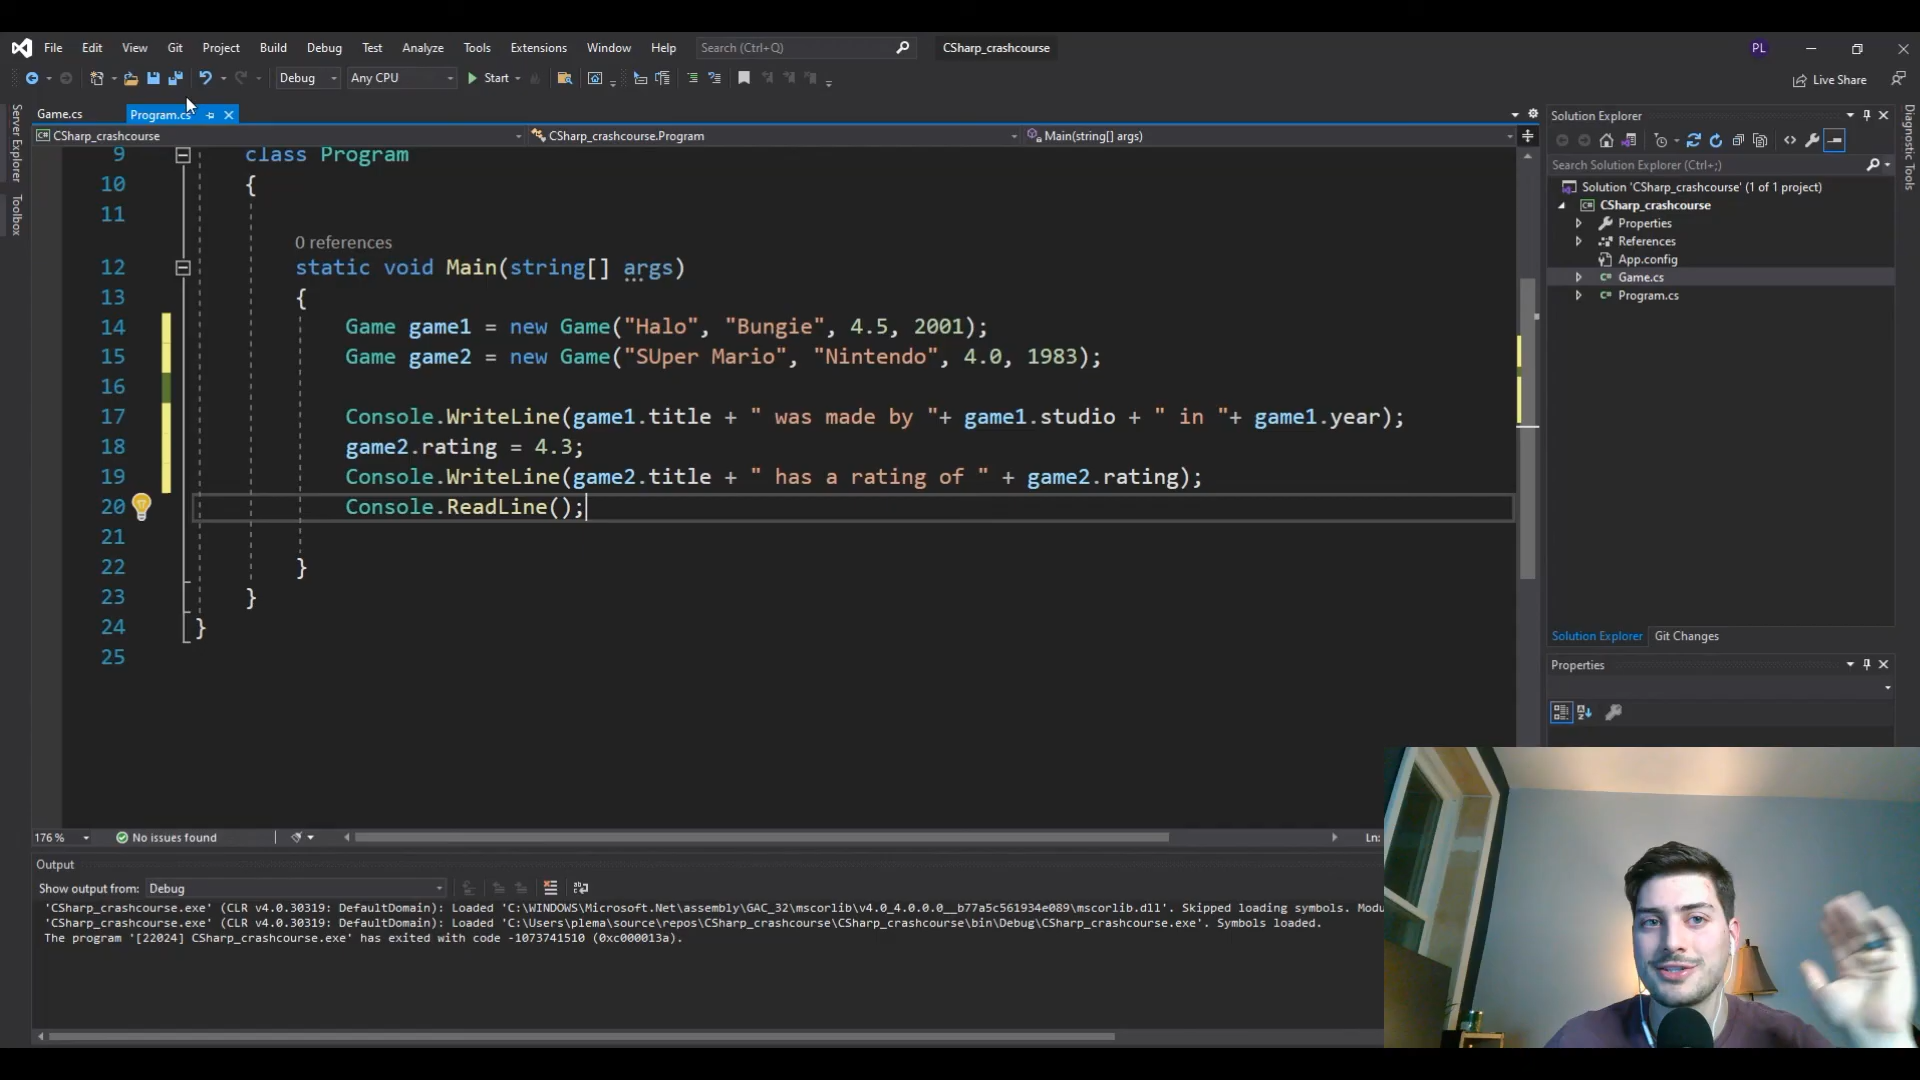 File Edit View Git Project Build Debug Test Analyze Tools Extensions Window Help Search (Ctrl+Q) CSharp_crashcourse PL
Debug Any CPU Start Live Share
Game.cs Program.cs
CSharp_crashcourse CSharp_crashcourse.Program Main(string[] args)
Server Explorer
Toolbox
9 class Program
10 {
11
0 references
12 static void Main(string[] args)
13 {
14 Game game1 = new Game("Halo", "Bungie", 4.5, 2001);
15 Game game2 = new Game("SUper Mario", "Nintendo", 4.0, 1983);
16
17 Console.WriteLine(game1.title + " was made by "+ game1.studio + " in "+ game1.year);
18 game2.rating = 4.3;
19 Console.WriteLine(game2.title + " has a rating of " + game2.rating);
20 Console.ReadLine();
21
22 }
23 }
24 }
25
176 % No issues found Ln:
Output
Show output from: Debug
'CSharp_crashcourse.exe' (CLR v4.0.30319: DefaultDomain): Loaded 'C:\WINDOWS\Microsoft.Net\assembly\GAC_32\mscorlib\v4.0_4.0.0.0__b77a5c561934e089\mscorlib.dll'. Skipped loading symbols. Modu
'CSharp_crashcourse.exe' (CLR v4.0.30319: DefaultDomain): Loaded 'C:\Users\plema\source\repos\CSharp_crashcourse\CSharp_crashcourse\bin\Debug\CSharp_crashcourse.exe'. Symbols loaded.
The program '[22024] CSharp_crashcourse.exe' has exited with code -1073741510 (0xc000013a).
Solution Explorer
Search Solution Explorer (Ctrl+;)
Solution 'CSharp_crashcourse' (1 of 1 project)
CSharp_crashcourse
Properties
References
App.config
Game.cs
Program.cs
Solution Explorer Git Changes
Properties
Diagnostic Tools